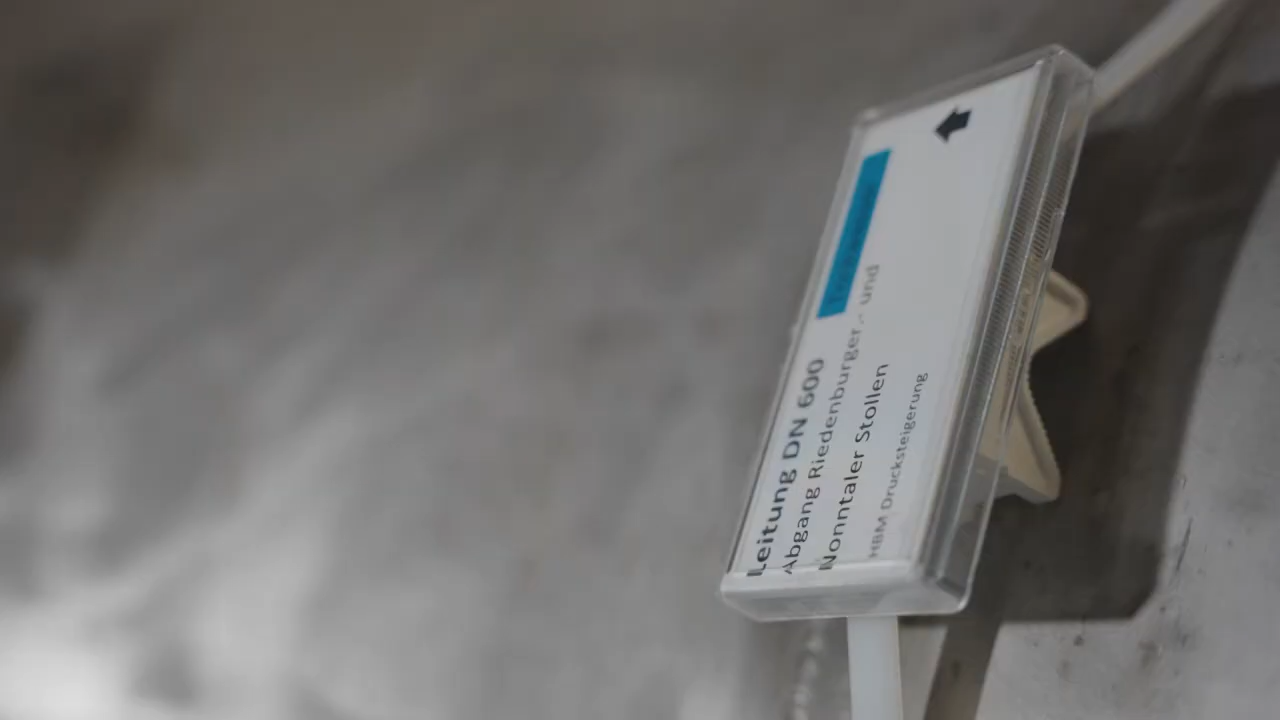 Leitung DN 600
Abgang Riedenburger.- und
Nonntaler Stollen
HBM Drucksteigerung